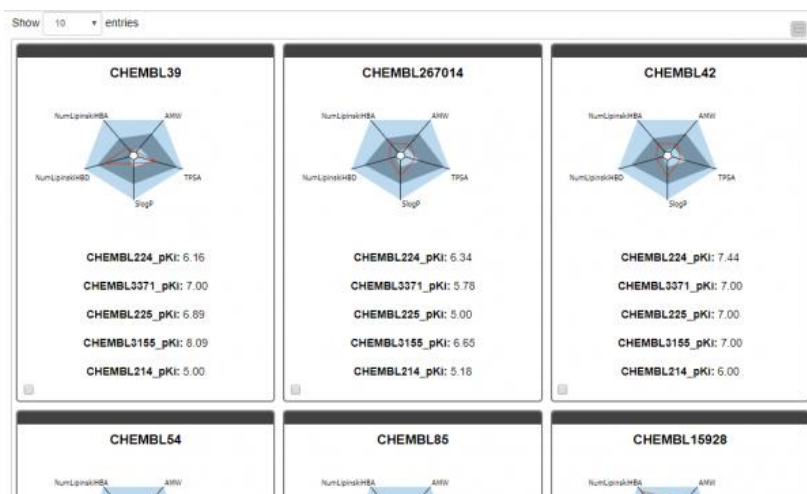 Show 10 entries
CHEMBL39
NumLipinskiHBA
AMW
NumLipinskiHBD
TPSA
SlogP
CHEMBL224_pKi: 6.16
CHEMBL3371_pKi: 7.00
CHEMBL225_pKi: 6.89
CHEMBL3155_pKi: 8.09
CHEMBL214_pKi: 5.00
CHEMBL267014
NumLipinskiHBA
AMW
NumLipinskiHBD
TPSA
SlogP
CHEMBL224_pKi: 6.34
CHEMBL3371_pKi: 5.78
CHEMBL225_pKi: 5.00
CHEMBL3155_pKi: 6.65
CHEMBL214_pKi: 5.18
CHEMBL42
NumLipinskiHBA
AMW
NumLipinskiHBD
TPSA
SlogP
CHEMBL224_pKi: 7.44
CHEMBL3371_pKi: 7.00
CHEMBL225_pKi: 7.00
CHEMBL3155_pKi: 7.00
CHEMBL214_pKi: 6.00
CHEMBL54
NumLipinskiHBA
AMW
CHEMBL85
NumLipinskiHBA
AMW
CHEMBL15928
NumLipinskiHBA
AMW